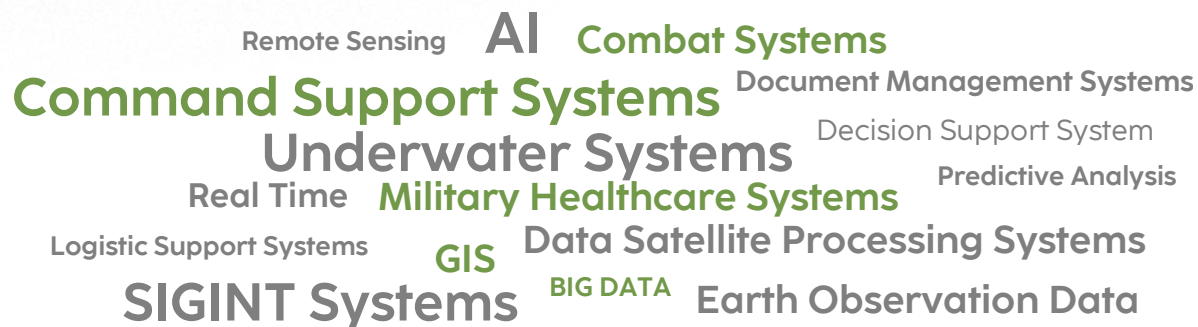 Remote Sensing AI Combat Systems
Command Support Systems Document Management Systems
Underwater Systems Decision Support System
Predictive Analysis
Real Time Military Healthcare Systems
Logistic Support Systems GIS Data Satellite Processing Systems
SIGINT Systems BIG DATA Earth Observation Data